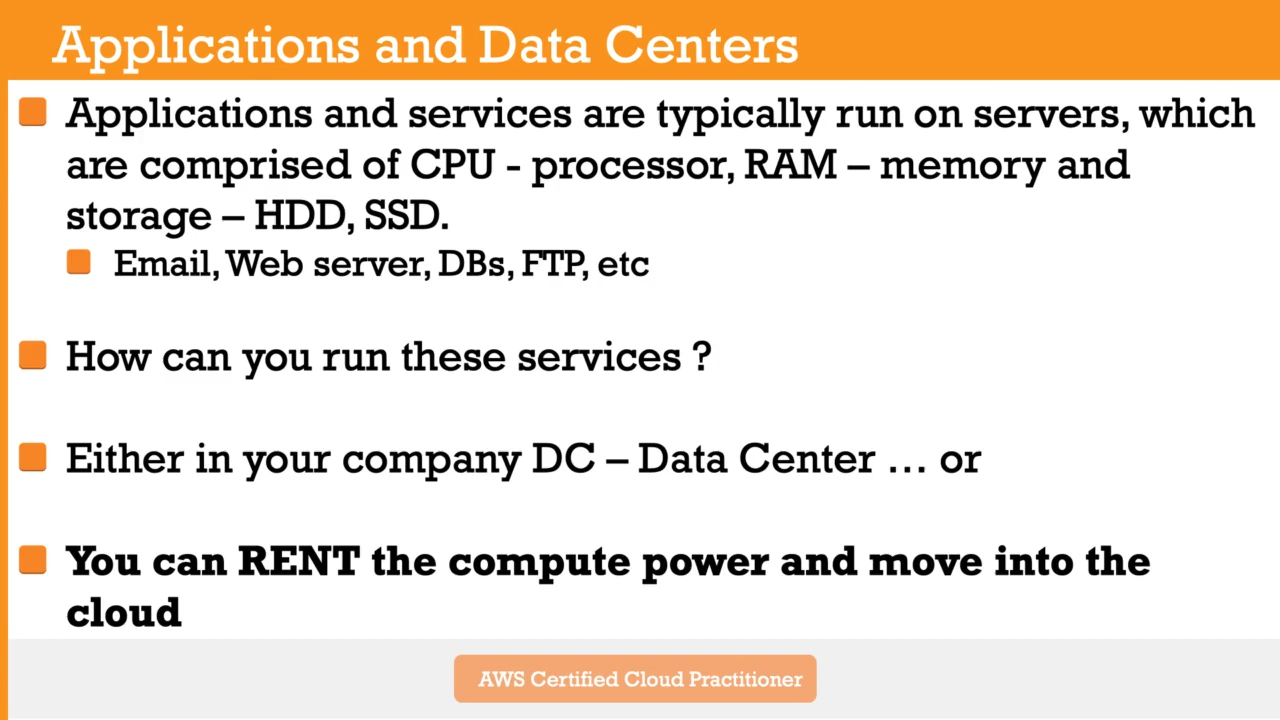 Applications and Data Centers
Applications and services are typically run on servers, which
are comprised of CPU - processor, RAM – memory and
storage – HDD, SSD.
Email, Web server, DBs, FTP, etc
How can you run these services ?
Either in your company DC – Data Center … or
You can RENT the compute power and move into the
cloud
AWS Certified Cloud Practitioner